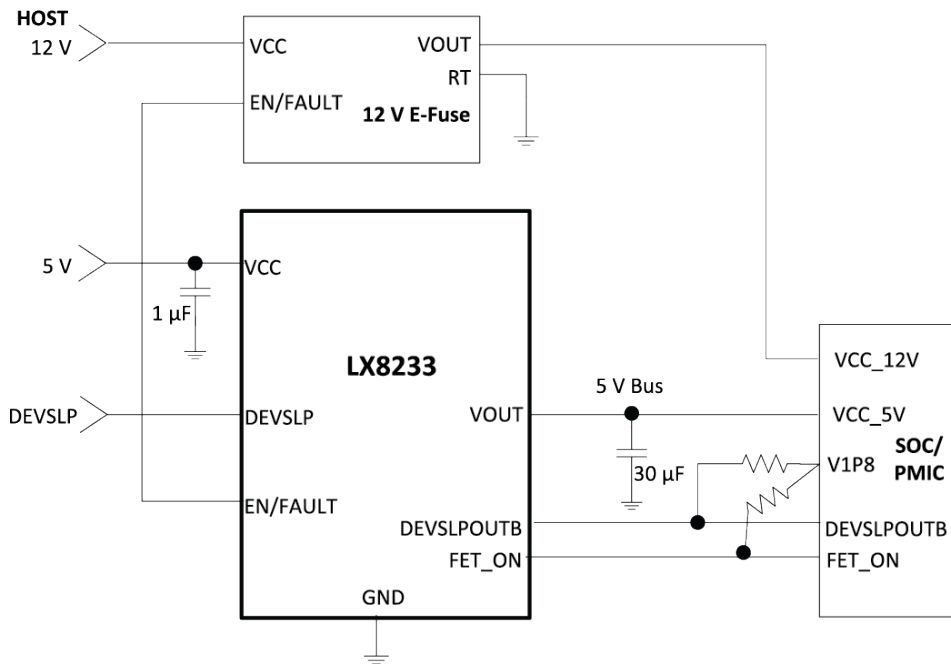 HOST
12 V
VCC
VOUT
RT
EN/FAULT
12 V E-Fuse
5 V
VCC
1 µF
LX8233
DEVSLP
DEVSLP
VOUT
EN/FAULT
DEVSLPOUTB
FET_ON
GND
5 V Bus
30 µF
VCC_12V
VCC_5V
SOC/
V1P8
PMIC
DEVSLPOUTB
FET_ON